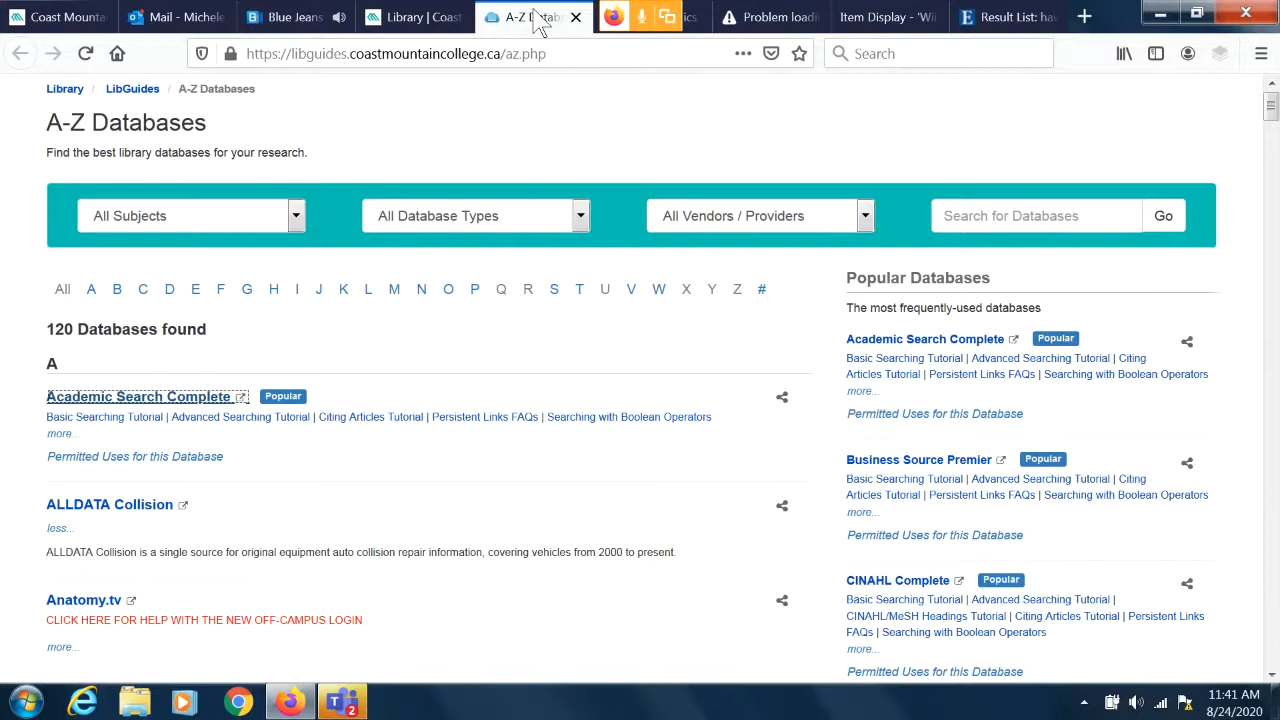 Coast Mounta
Mail - Michele
Blue Jeans
Library | Coast
A-Z Datab
ics
Problem loadi
Item Display - 'Wi
Result List: ha
https://libguides.coastmountaincollege.ca/az.php
Search
Library / LibGuides / A-Z Databases
A-Z Databases
Find the best library databases for your research.
All Subjects
All Database Types
All Vendors / Providers
Search for Databases
Go
All A B C D E F G H I J K L M N O P Q R S T U V W X Y Z #
120 Databases found
A
Academic Search Complete Popular
Basic Searching Tutorial | Advanced Searching Tutorial | Citing Articles Tutorial | Persistent Links FAQs | Searching with Boolean Operators
more...
Permitted Uses for this Database
ALLDATA Collision
less...
ALLDATA Collision is a single source for original equipment auto collision repair information, covering vehicles from 2000 to present.
Anatomy.tv
CLICK HERE FOR HELP WITH THE NEW OFF-CAMPUS LOGIN
more...
Popular Databases
The most frequently-used databases
Academic Search Complete Popular
Basic Searching Tutorial | Advanced Searching Tutorial | Citing
Articles Tutorial | Persistent Links FAQs | Searching with Boolean Operators
more...
Permitted Uses for this Database
Business Source Premier Popular
Basic Searching Tutorial | Advanced Searching Tutorial | Citing
Articles Tutorial | Persistent Links FAQs | Searching with Boolean Operators
more...
Permitted Uses for this Database
CINAHL Complete Popular
Basic Searching Tutorial | Advanced Searching Tutorial |
CINAHL/MeSH Headings Tutorial | Citing Articles Tutorial | Persistent Links
FAQs | Searching with Boolean Operators
more...
Permitted Uses for this Database
2
11:41 AM
8/24/2020